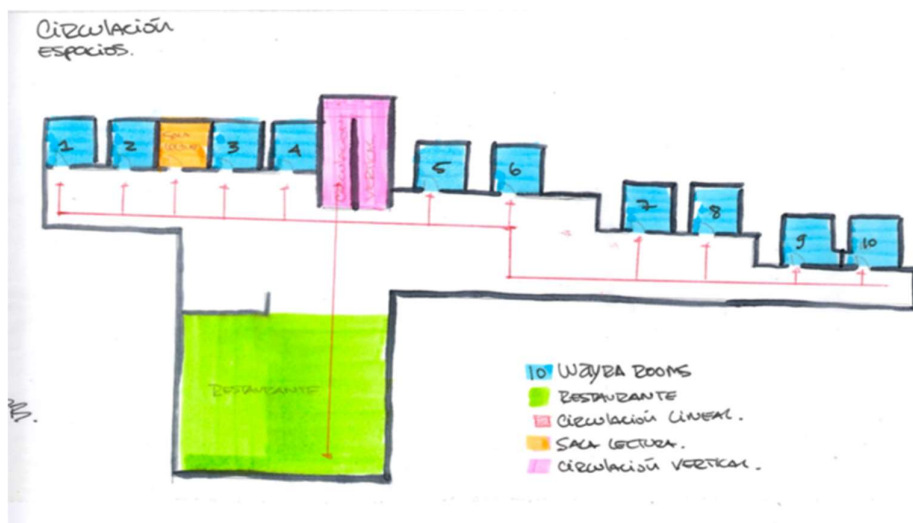 CIRCULACIÓN
ESPACIOS.
1
2
SALA
LECTURA
3
4
CIRCULACIÓN
VERTICAL
5
6
7
8
9
10
RESTAURANTE
10 WAYRA ROOMS
RESTAURANTE
CIRCULACIÓN LINEAL.
SALA LECTURA.
CIRCULACIÓN VERTICAL.